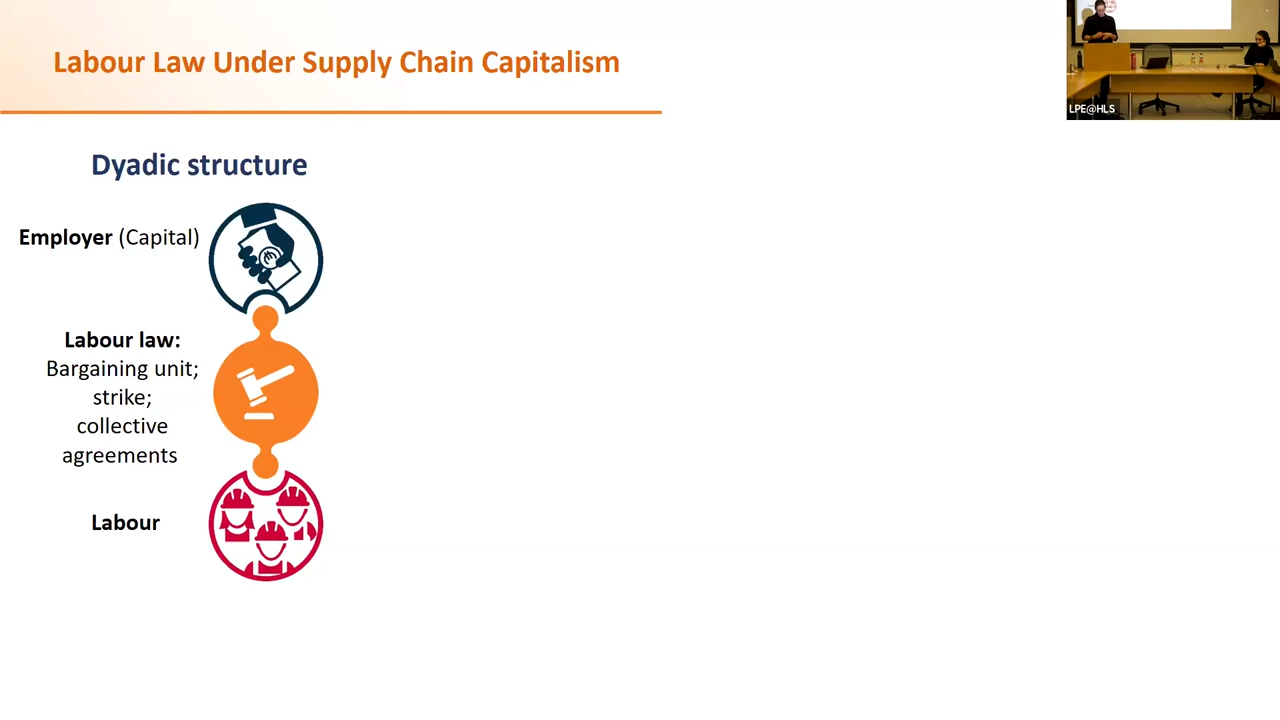 Labour Law Under Supply Chain Capitalism
LPE@HLS
Dyadic structure
Employer (Capital)
Labour law:
Bargaining unit;
strike;
collective
agreements
Labour